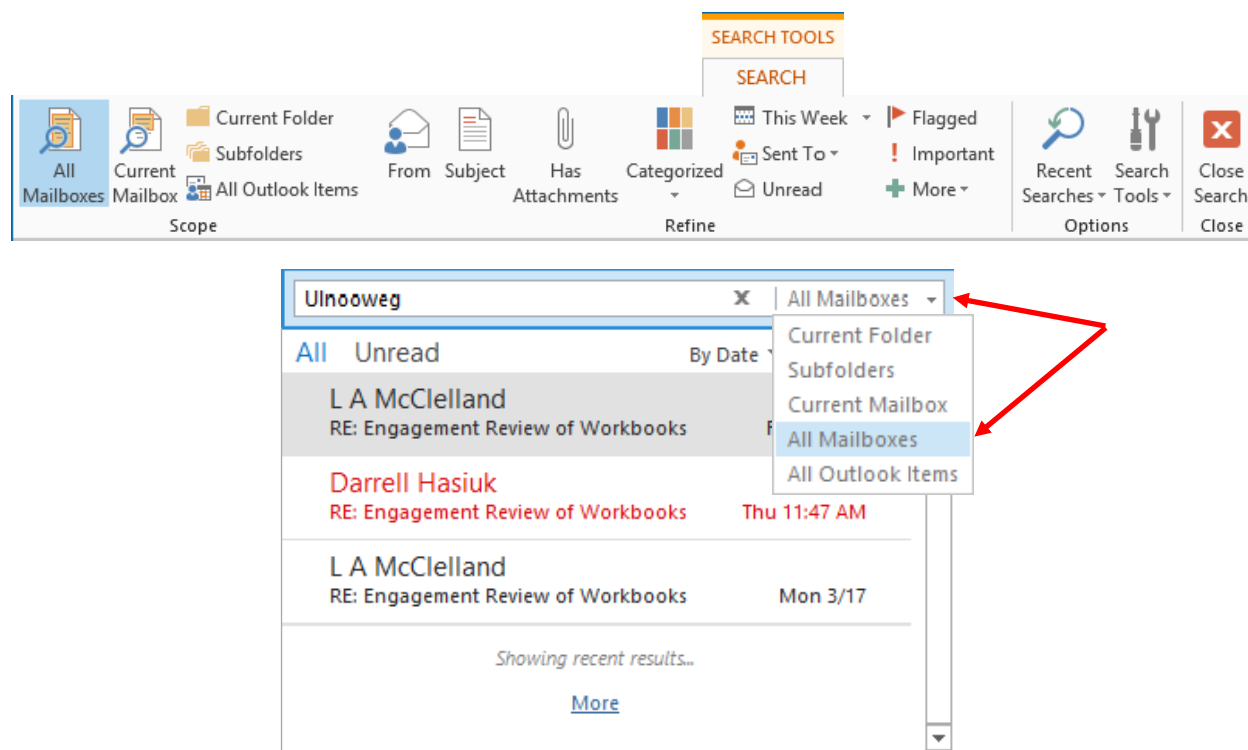 SEARCH TOOLS
SEARCH
All Mailboxes
Current Mailbox
Current Folder
Subfolders
All Outlook Items
Scope
From
Subject
Has Attachments
Categorized
This Week
Sent To
Unread
Flagged
Important
More
Refine
Recent Searches
Search Tools
Options
Close Search
Close
Ulnooweg
All Mailboxes
All Unread By Date
Current Folder
Subfolders
Current Mailbox
All Mailboxes
All Outlook Items
L A McClelland
RE: Engagement Review of Workbooks
Darrell Hasiuk
RE: Engagement Review of Workbooks Thu 11:47 AM
L A McClelland
RE: Engagement Review of Workbooks Mon 3/17
Showing recent results...
More